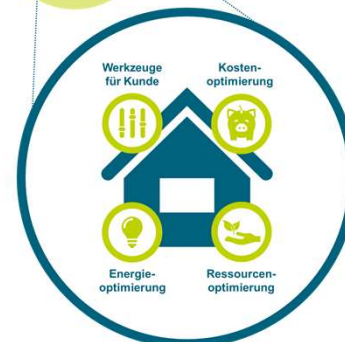 Werkzeuge
für Kunde
Kosten-
optimierung
Energie-
optimierung
Ressourcen-
optimierung